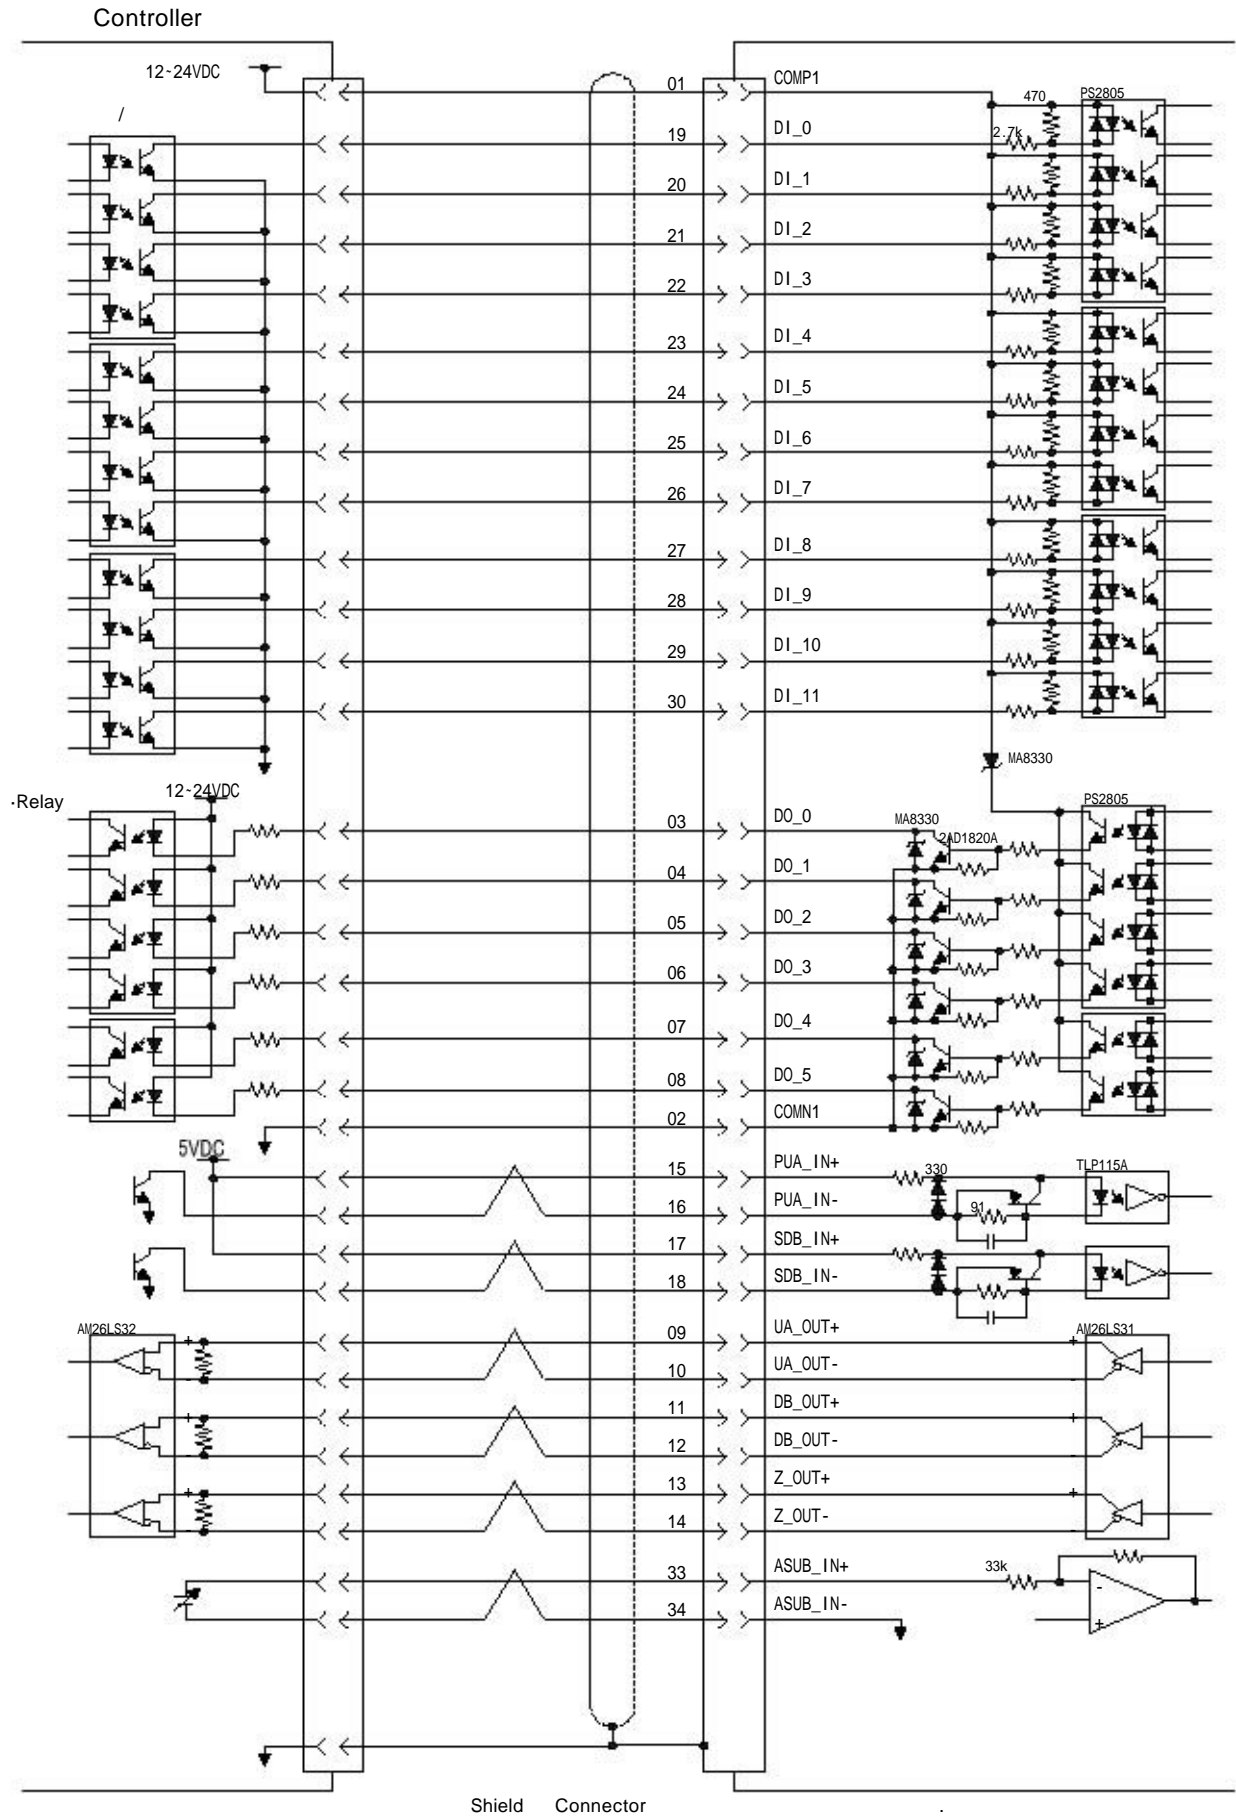 Controller
12~24VDC
/
01 COMP1
470 PS2805
19 DI_0
2.7k
20 DI_1
21 DI_2
22 DI_3
23 DI_4
24 DI_5
25 DI_6
26 DI_7
27 DI_8
28 DI_9
29 DI_10
30 DI_11
MA8330
12~24VDC
·Relay
PS2805
03 DO_0
MA8330
2AD1820A
04 DO_1
05 DO_2
06 DO_3
07 DO_4
08 DO_5
02 COMN1
5VDC
15 PUA_IN+
330 TLP115A
16 PUA_IN-
91
17 SDB_IN+
18 SDB_IN-
AM26LS32
09 UA_OUT+
AM26LS31
+ +
10 UA_OUT-
- -
11 DB_OUT+
+ +
12 DB_OUT-
- -
13 Z_OUT+
+ +
14 Z_OUT-
- -
33 ASUB_IN+
33k
-
34 ASUB_IN-
+
Shield Connector .